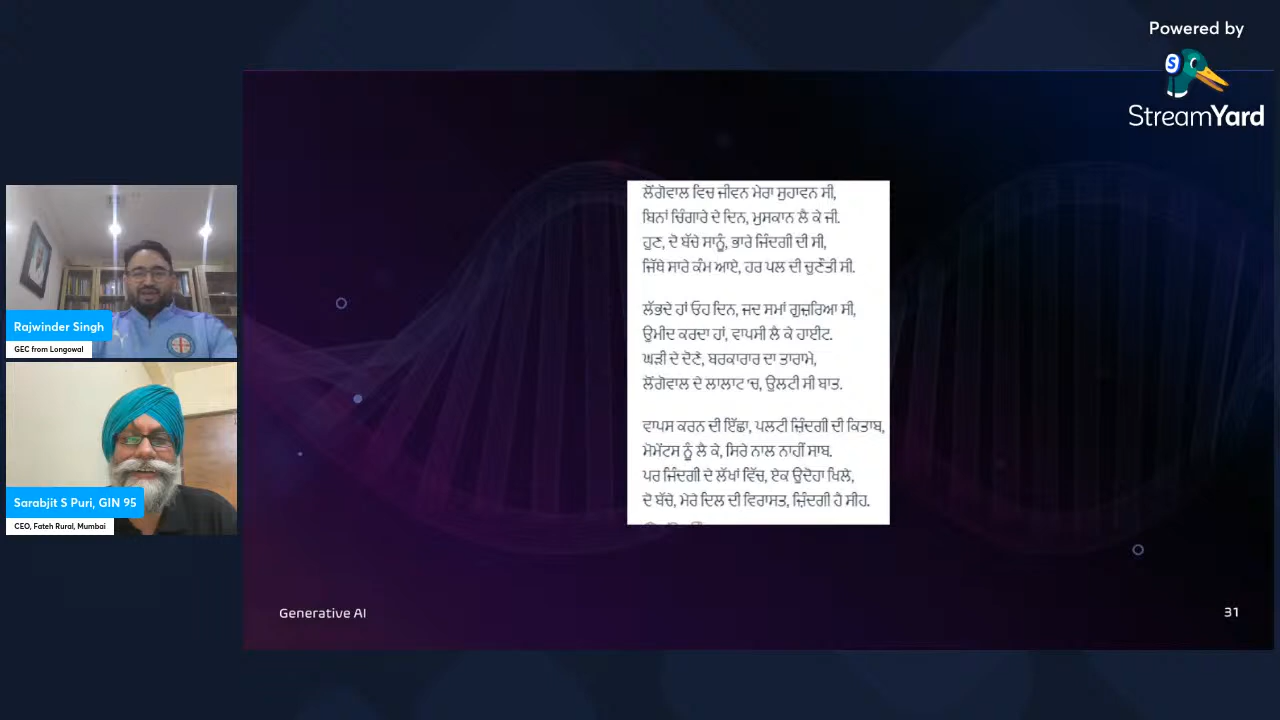 Powered by
StreamYard
ਲੌਂਗੋਵਾਲ ਵਿਚ ਜੀਵਨ ਮੇਰਾ ਸੁਹਾਵਨ ਸੀ,
ਬਿਨਾਂ ਚਿੰਗਾਰੇ ਦੇ ਦਿਨ, ਮੁਸਕਾਨ ਲੈ ਕੇ ਜੀ.
ਹੁਣ, ਦੋ ਬੱਚੇ ਸਾਨੂੰ, ਭਾਰੇ ਜਿੰਦਗੀ ਦੀ ਸੀ,
ਜਿੱਥੇ ਸਾਰੇ ਕੰਮ ਆਏ, ਹਰ ਪਲ ਦੀ ਚੁਣੌਤੀ ਸੀ.
ਲੱਭਦੇ ਹਾਂ ਓਹ ਦਿਨ, ਜਦ ਸਮਾਂ ਗੁਜ਼ਰਿਆ ਸੀ,
ਉਮੀਦ ਕਰਦਾ ਹਾਂ, ਵਾਪਸੀ ਲੈ ਕੇ ਹਾਈਟ.
ਘੜੀ ਦੇ ਦੋਣੇ, ਬਰਕਾਰਾਰ ਦਾ ਤਾਰਾਮੇ,
ਲੌਂਗੋਵਾਲ ਦੇ ਲਾਲਾਟ 'ਚ, ਉਲਟੀ ਸੀ ਬਾਤ.
ਵਾਪਸ ਕਰਨ ਦੀ ਇੱਛਾ, ਪਲਟੀ ਜ਼ਿੰਦਗੀ ਦੀ ਕਿਤਾਬ,
ਮੋਮੇਂਟਸ ਨੂੰ ਲੈ ਕੇ, ਸਿਰੇ ਨਾਲ ਨਾਹੀਂ ਸਾਬ.
ਪਰ ਜਿੰਦਗੀ ਦੇ ਲੱਖਾਂ ਵਿੱਚ, ਏਕ ਉਦੋਹਾ ਖਿਲੇ,
ਦੋ ਬੱਚੇ, ਮੇਰੇ ਦਿਲ ਦੀ ਵਿਰਾਸਤ, ਜ਼ਿੰਦਗੀ ਹੈ ਸੀਹ.
Rajwinder Singh
GEC from Longowal
Sarabjit S Puri, GIN 95
CEO, Fateh Rural, Mumbai
Generative AI
31